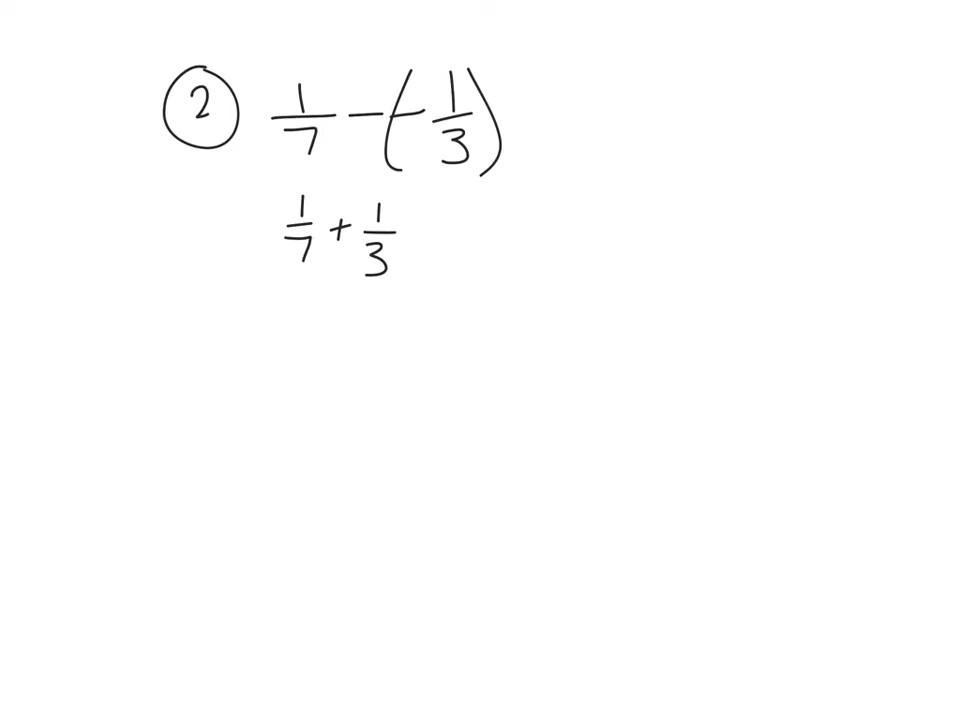 ② 1/7 - (- 1/3)
1/7 + 1/3